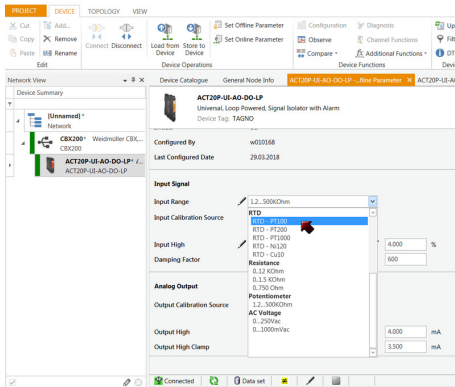 PROJECT DEVICE TOPOLOGY VIEW
Cut Add...
Copy Remove
Paste Rename
Edit
Connect Disconnect
Load from Device Store to Device
Device Operations
Set Offline Parameter
Set Online Parameter
Configuration Diagnosis
Observe Channel Functions
Compare Additional Functions
Device Functions
Network View
Device Summary
[Unnamed] *
Network
CBX200* Weidmüller CBX...
CBX200
ACT20P-UI-AO-DO-LP*
ACT20P-UI-AO-DO-LP
Device Catalogue General Node Info ACT20P-UI-AO-DO-LP -...fline Parameter
ACT20P-UI-AO-DO-LP
Universal, Loop Powered, Signal Isolator with Alarm
Device Tag: TAGNO
Configured By w010168
Last Configured Date 29.03.2018
Input Signal
Input Range 1.2...500KOhm
Input Calibration Source
RTD
RTD - PT100
RTD - PT200
RTD - PT1000
RTD - Ni120
RTD - Cu10
Resistance
0..12 KOhm
0..1.5 KOhm
0..750 Ohm
Potentiometer
1.2...500KOhm
AC Voltage
0...250Vac
0...1000mVac
Input High 4.000 %
Damping Factor 600
Analog Output
Output Calibration Source
Output High 4.000 mA
Output High Clamp 3.500 mA
Connected Data set